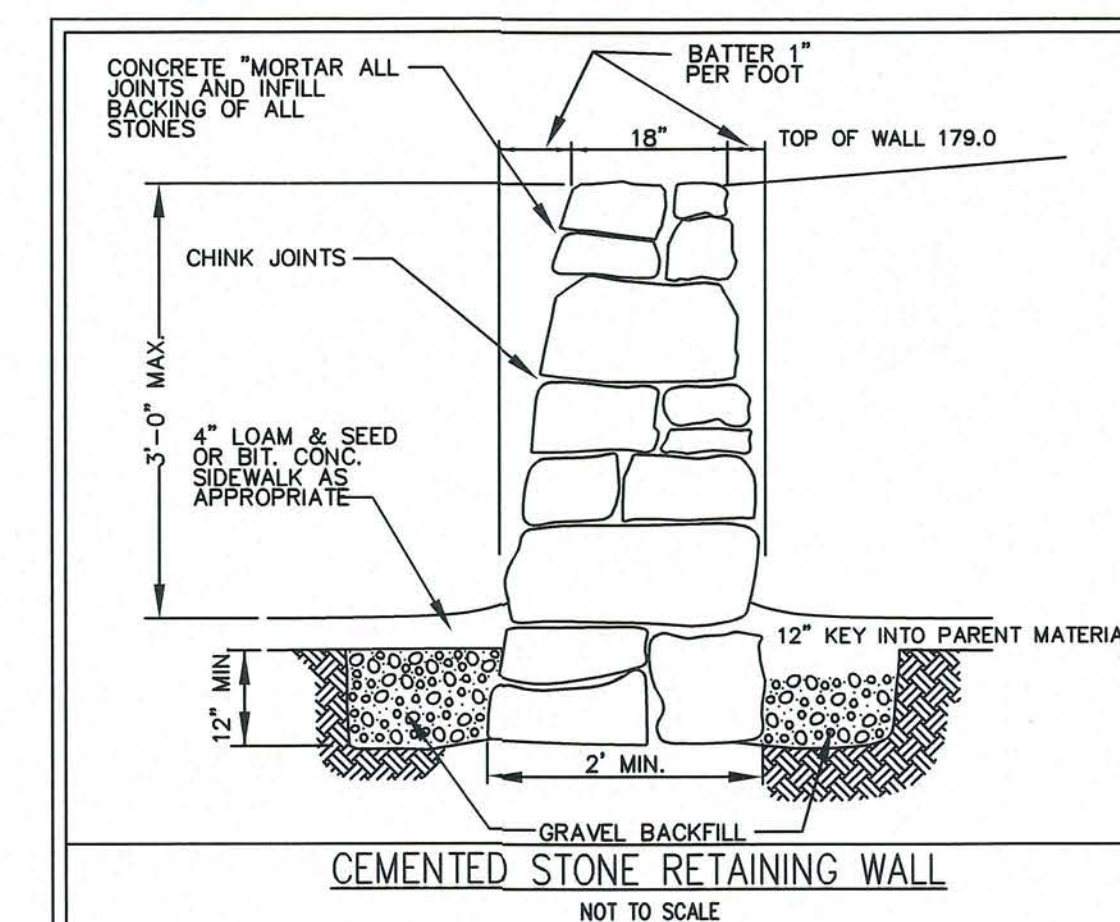 CONCRETE "MORTAR ALL
JOINTS AND INFILL
BACKING OF ALL
STONES
BATTER 1"
PER FOOT
18"
TOP OF WALL 179.0
CHINK JOINTS
3'-0" MAX.
4" LOAM & SEED
OR BIT. CONC.
SIDEWALK AS
APPROPRIATE
12" KEY INTO PARENT MATERIA
12" MIN.
2' MIN.
GRAVEL BACKFILL
CEMENTED STONE RETAINING WALL
NOT TO SCALE